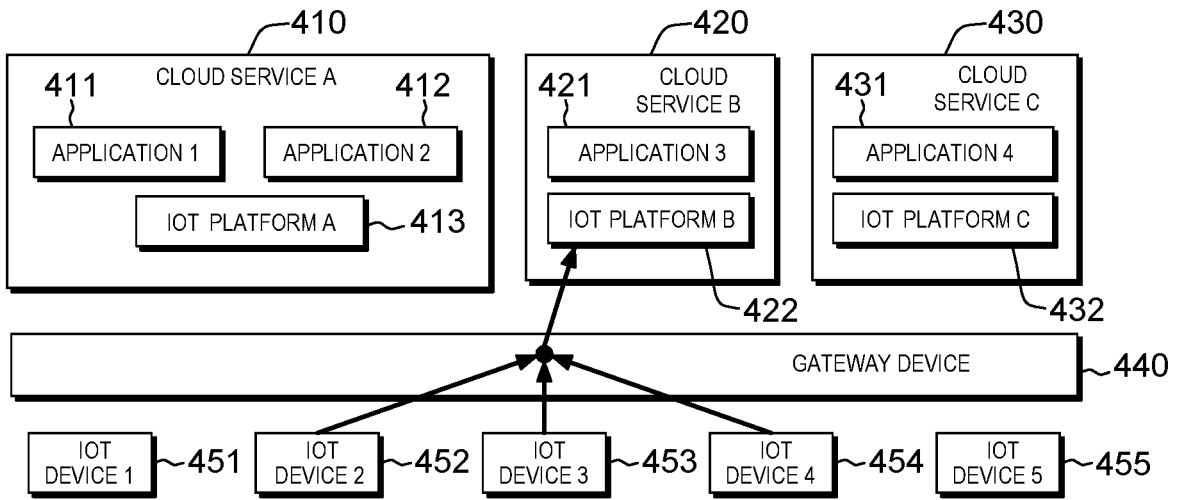 410
CLOUD SERVICE A
411
412
APPLICATION 1
APPLICATION 2
IOT PLATFORM A
413
420
CLOUD
SERVICE B
421
APPLICATION 3
IOT PLATFORM B
422
430
CLOUD
SERVICE C
431
APPLICATION 4
IOT PLATFORM C
432
GATEWAY DEVICE
440
IOT
DEVICE 1
451
IOT
DEVICE 2
452
IOT
DEVICE 3
453
IOT
DEVICE 4
454
IOT
DEVICE 5
455